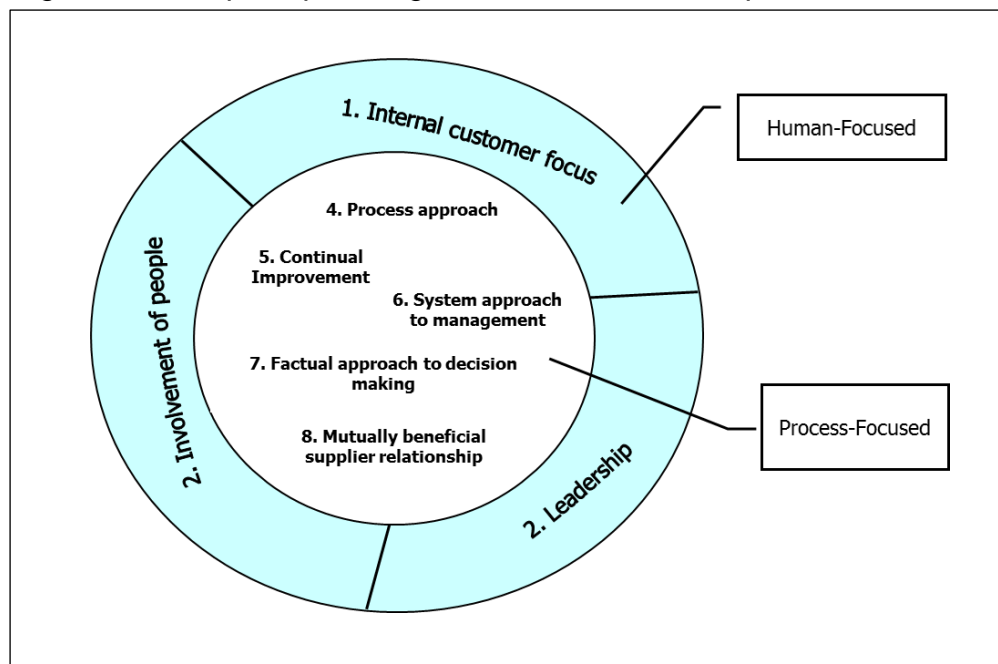 1. Internal customer focus
Human-Focused
4. Process approach
5. Continual
Improvement
6. System approach
to management
7. Factual approach to decision
making
8. Mutually beneficial
supplier relationship
2. Involvement of people
2. Leadership
Process-Focused